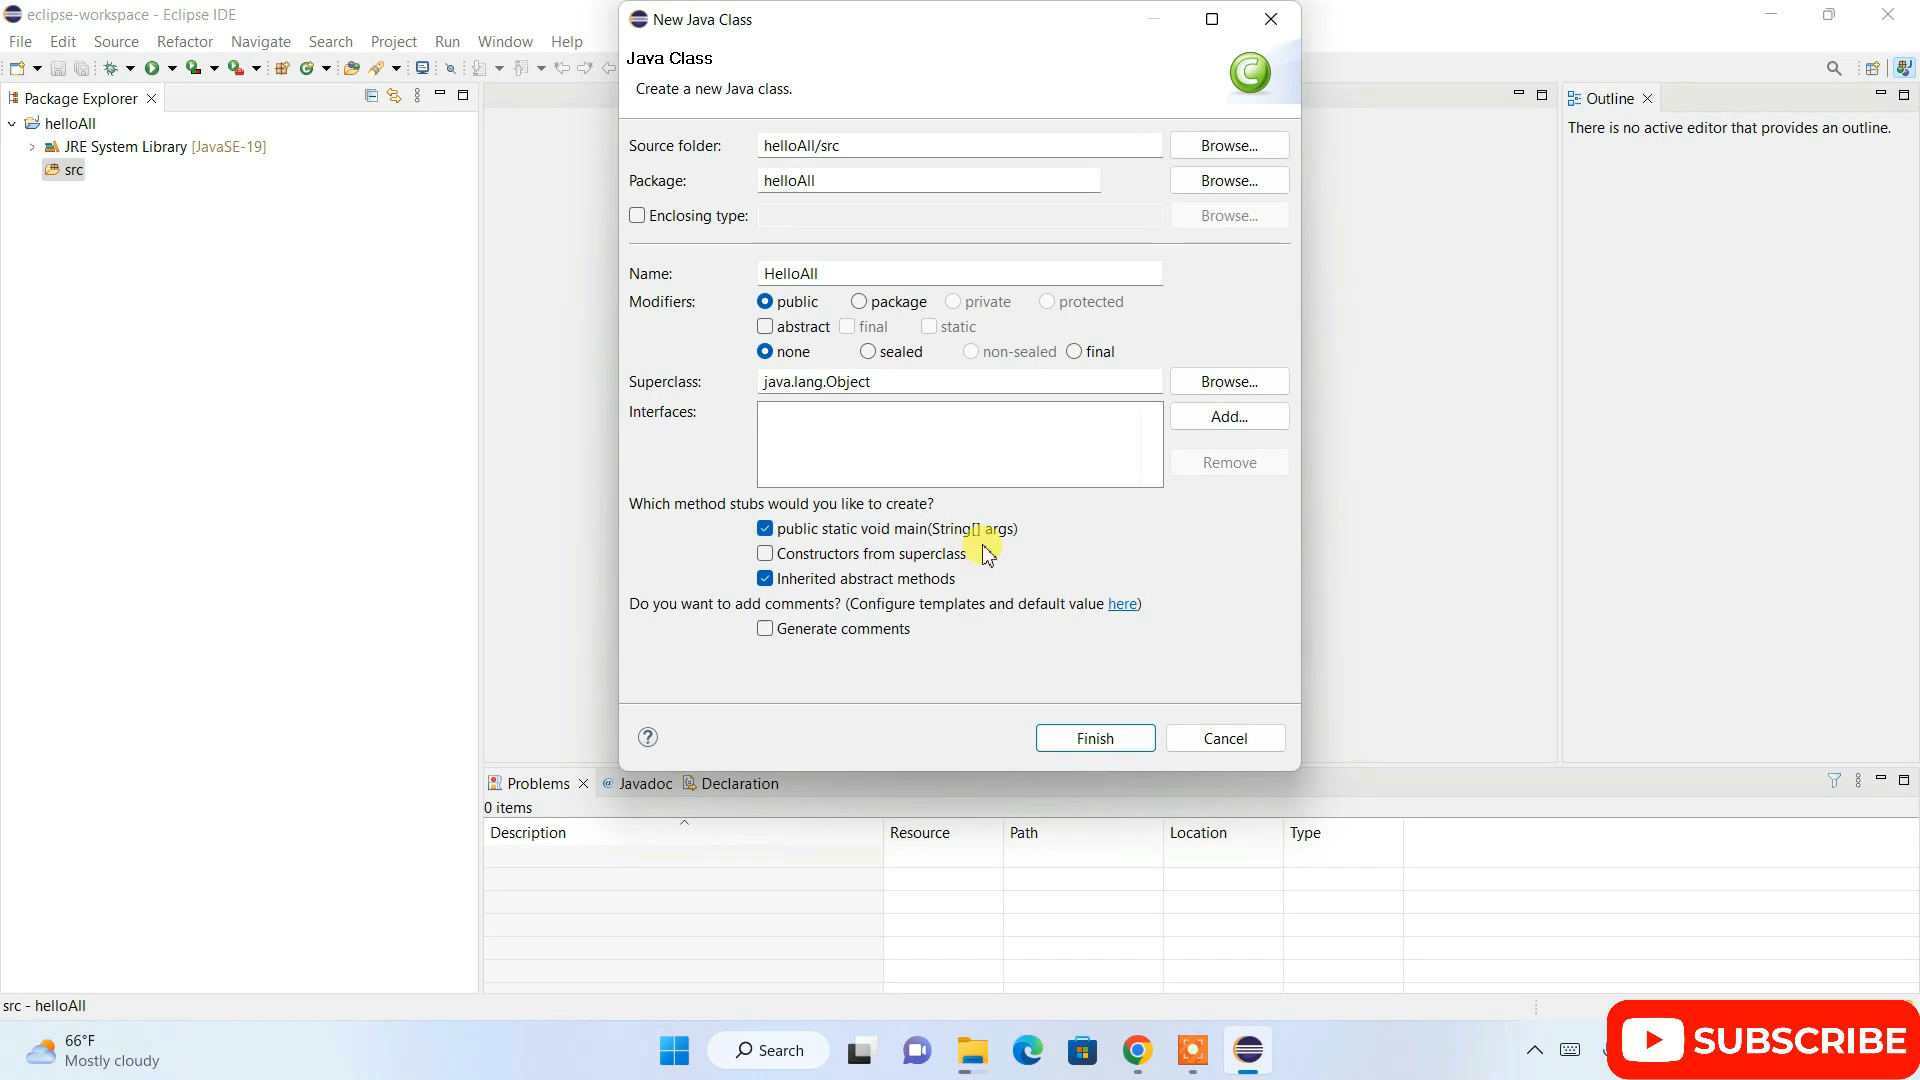 eclipse-workspace - Eclipse IDE
File Edit Source Refactor Navigate Search Project Run Window Help
Package Explorer
helloAll
JRE System Library [JavaSE-19]
src
New Java Class
Java Class
Create a new Java class.
Source folder: helloAll/src Browse...
Package: helloAll Browse...
Enclosing type: Browse...
Name: HelloAll
Modifiers: public package private protected
abstract final static
none sealed non-sealed final
Superclass: java.lang.Object Browse...
Interfaces: Add...
Remove
Which method stubs would you like to create?
public static void main(String[] args)
Constructors from superclass
Inherited abstract methods
Do you want to add comments? (Configure templates and default value here)
Generate comments
Finish Cancel
Outline
There is no active editor that provides an outline.
Problems @ Javadoc Declaration
0 items
Description Resource Path Location Type
src - helloAll
66°F
Mostly cloudy
Search
SUBSCRIBE